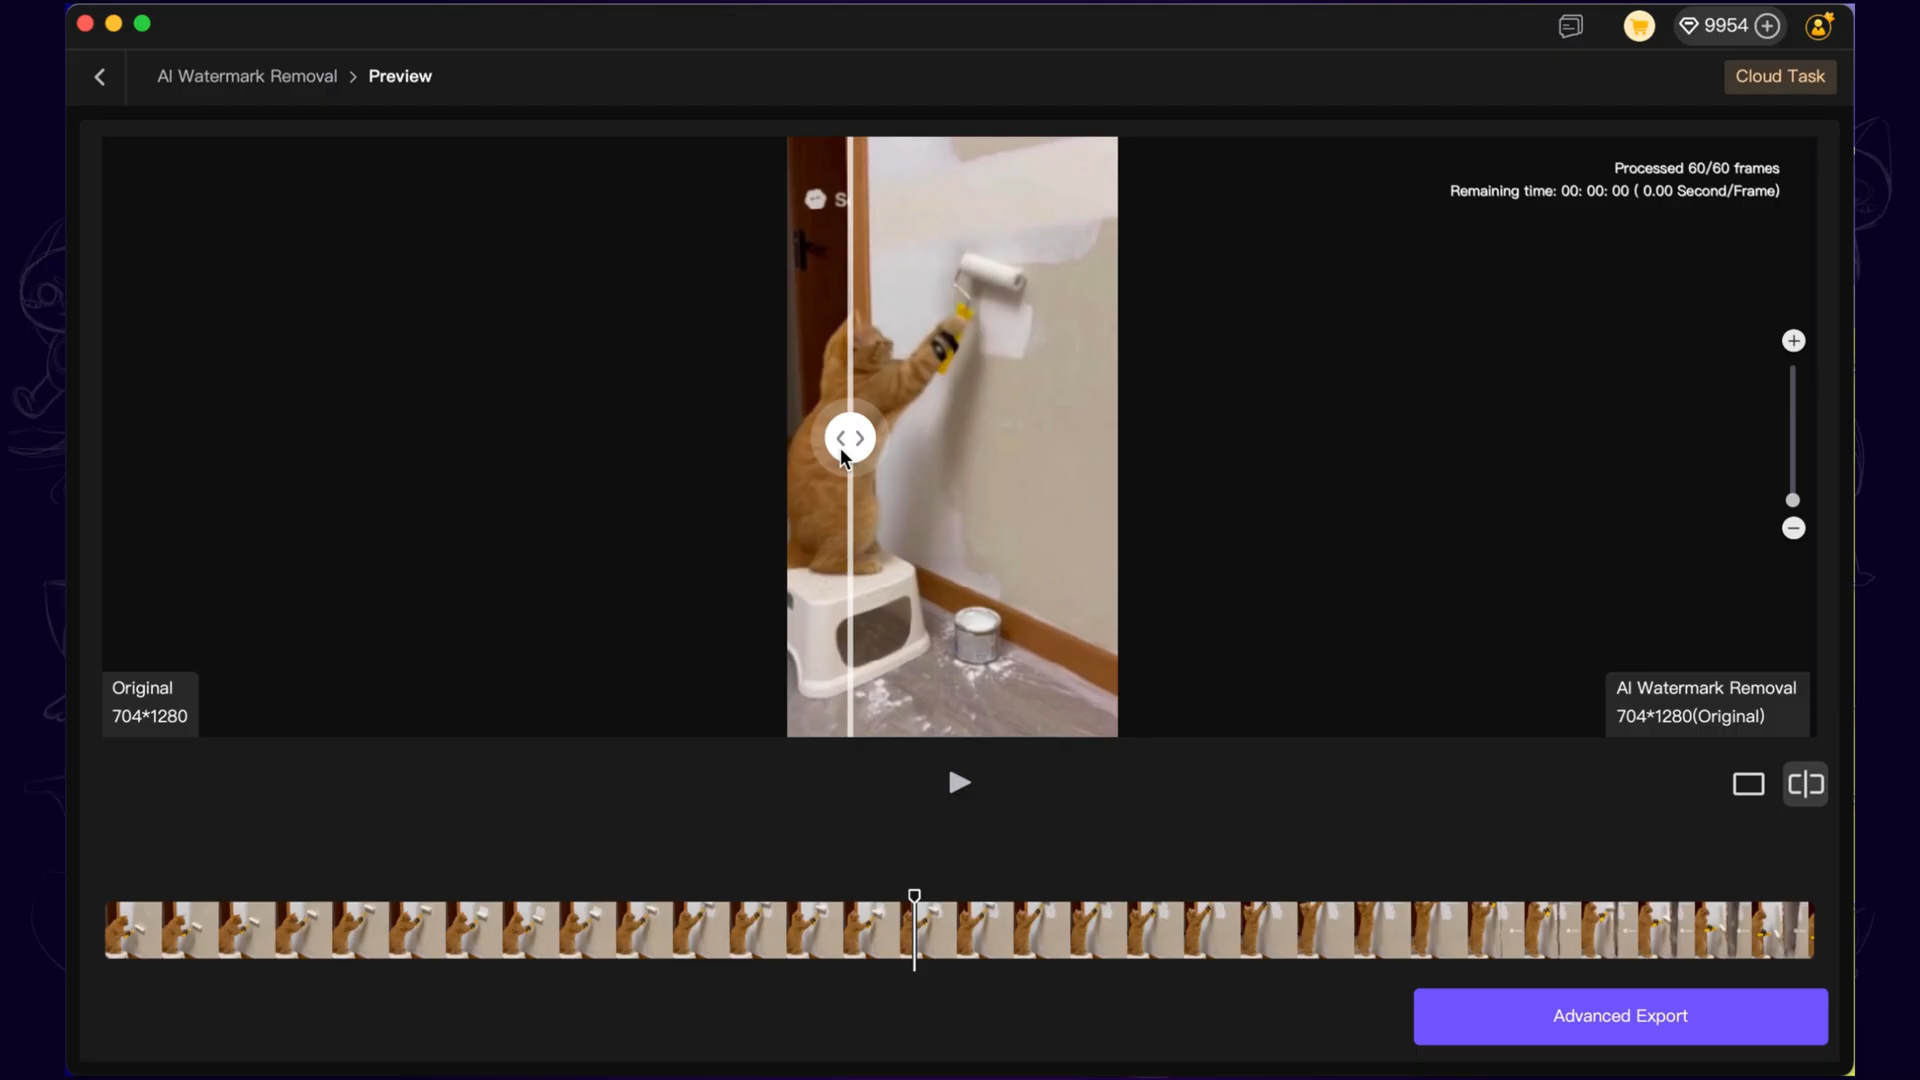 9954
AI Watermark Removal > Preview
Cloud Task
Processed 60/60 frames
Remaining time: 00: 00: 00 ( 0.00 Second/Frame)
S
Original
704*1280
AI Watermark Removal
704*1280(Original)
Advanced Export